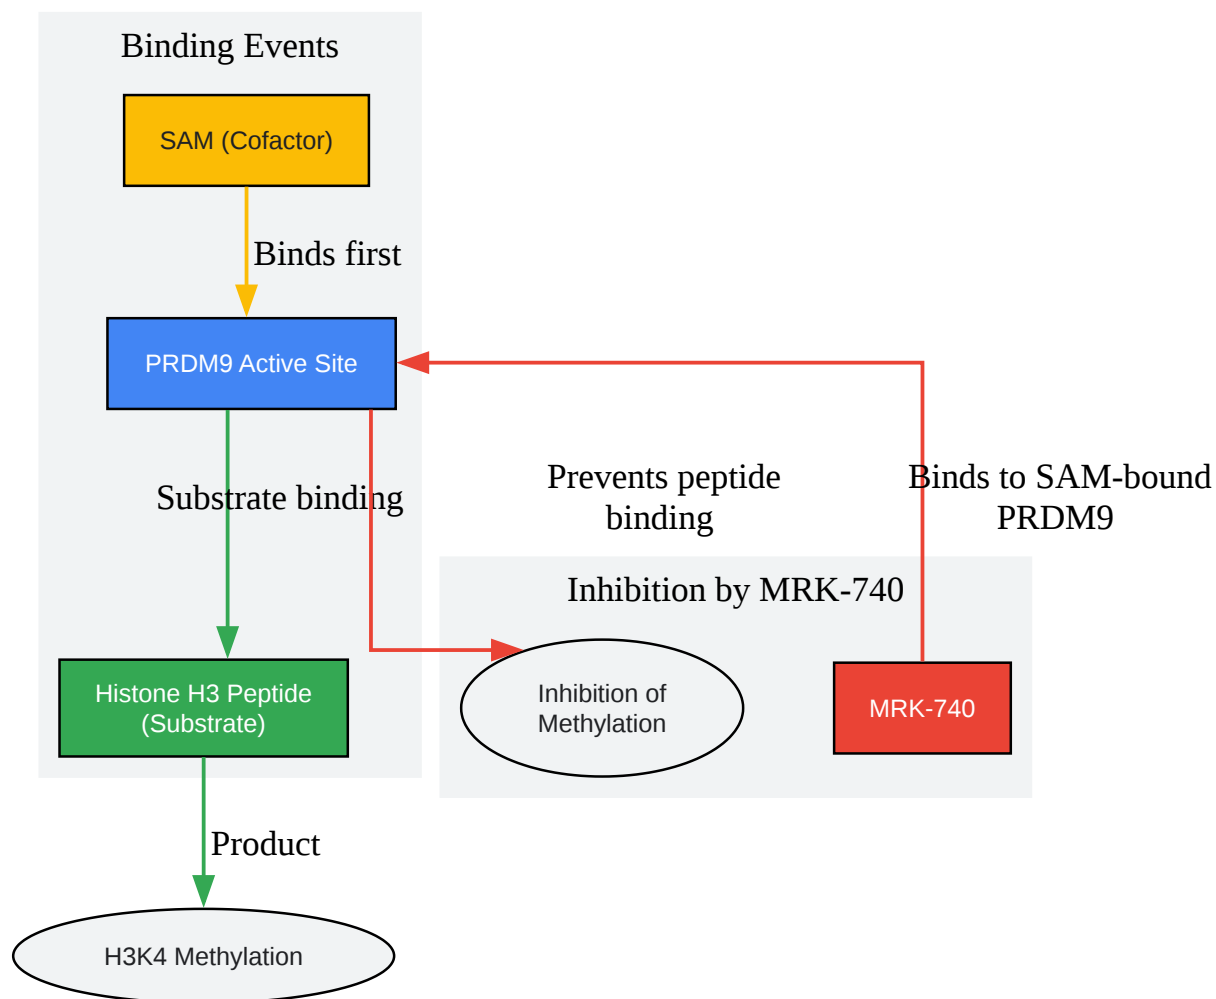 Binding Events
SAM (Cofactor)
Binds first
PRDM9 Active Site
Substrate binding
Prevents peptide
binding
Binds to SAM-bound
PRDM9
Inhibition by MRK-740
Histone H3 Peptide
(Substrate)
Inhibition of
Methylation
MRK-740
Product
H3K4 Methylation